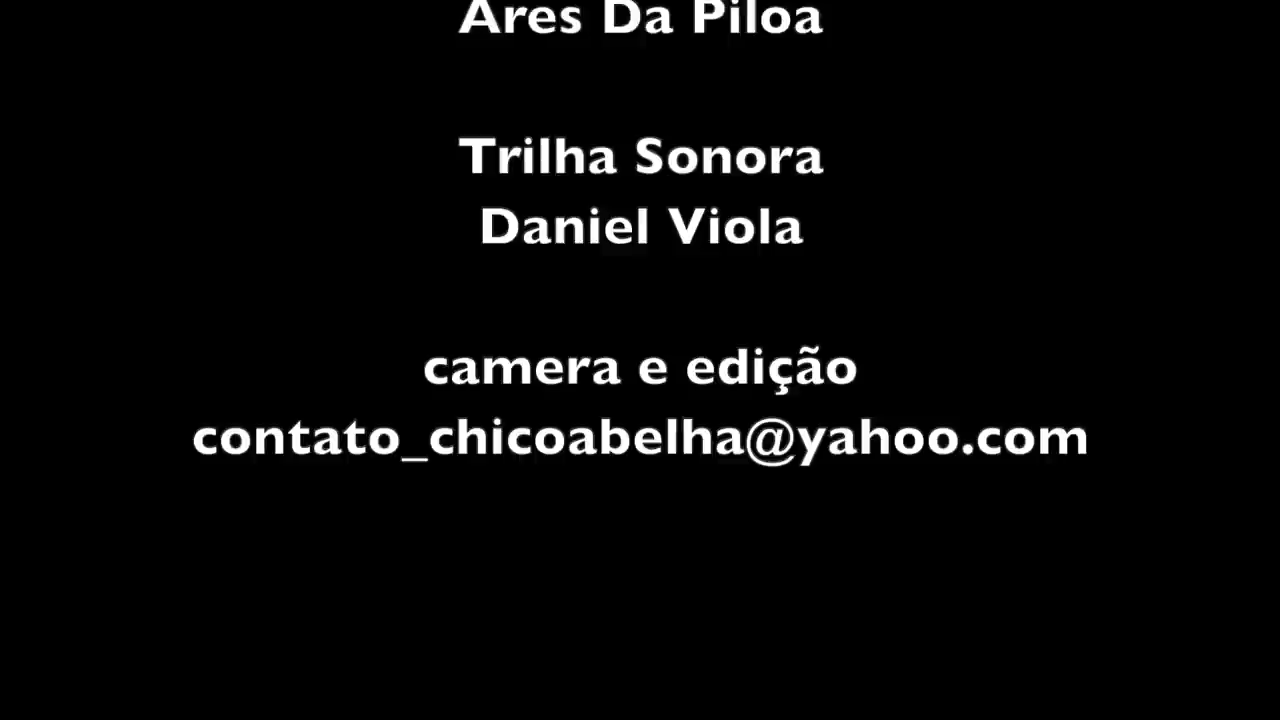 Ares Da Piloa
Trilha Sonora
Daniel Viola
camera e edição
contato_chicoabelha@yahoo.com